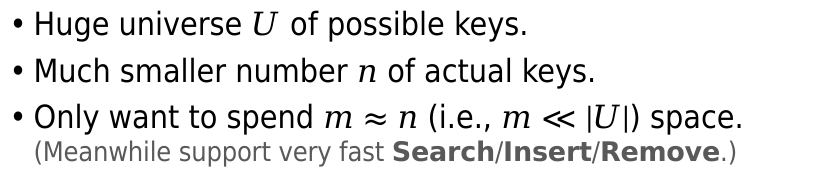 • Huge universe U of possible keys.
• Much smaller number n of actual keys.
• Only want to spend m ≈ n (i.e., m ≪ |U|) space.
(Meanwhile support very fast Search/Insert/Remove.)